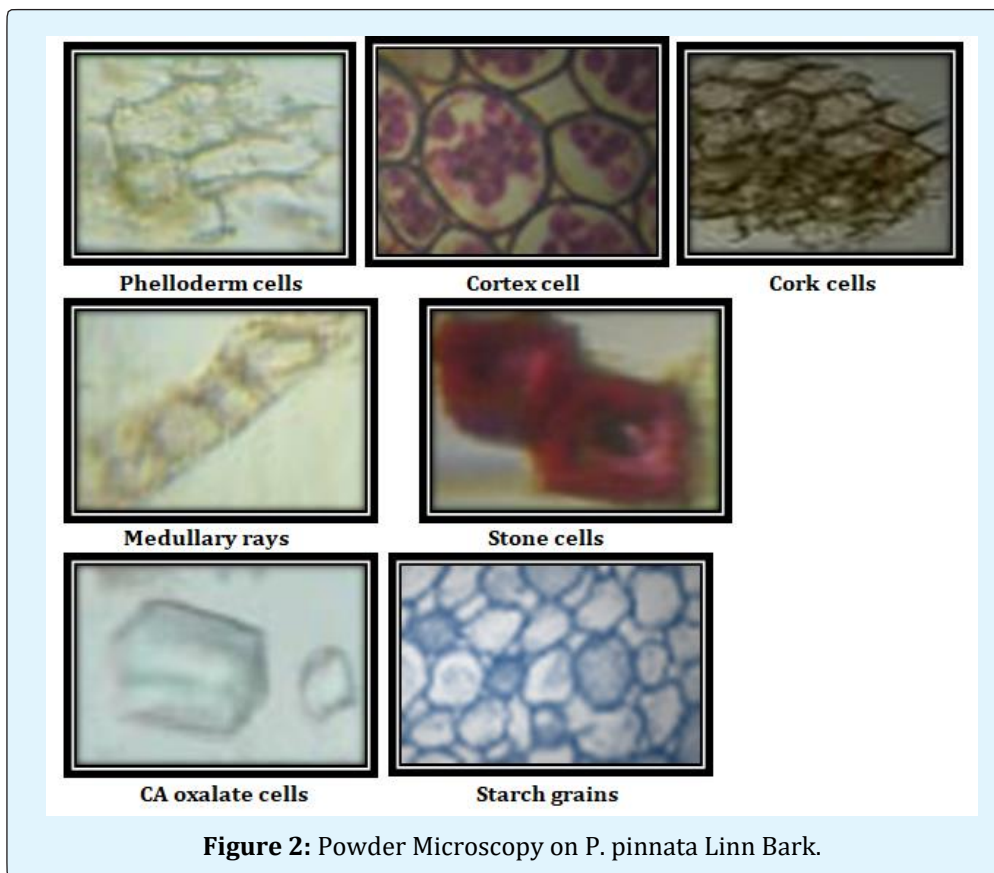 Phelloderm cells
Cortex cell
Cork cells
Medullary rays
Stone cells
CA oxalate cells
Starch grains
Figure 2: Powder Microscopy on P. pinnata Linn Bark.